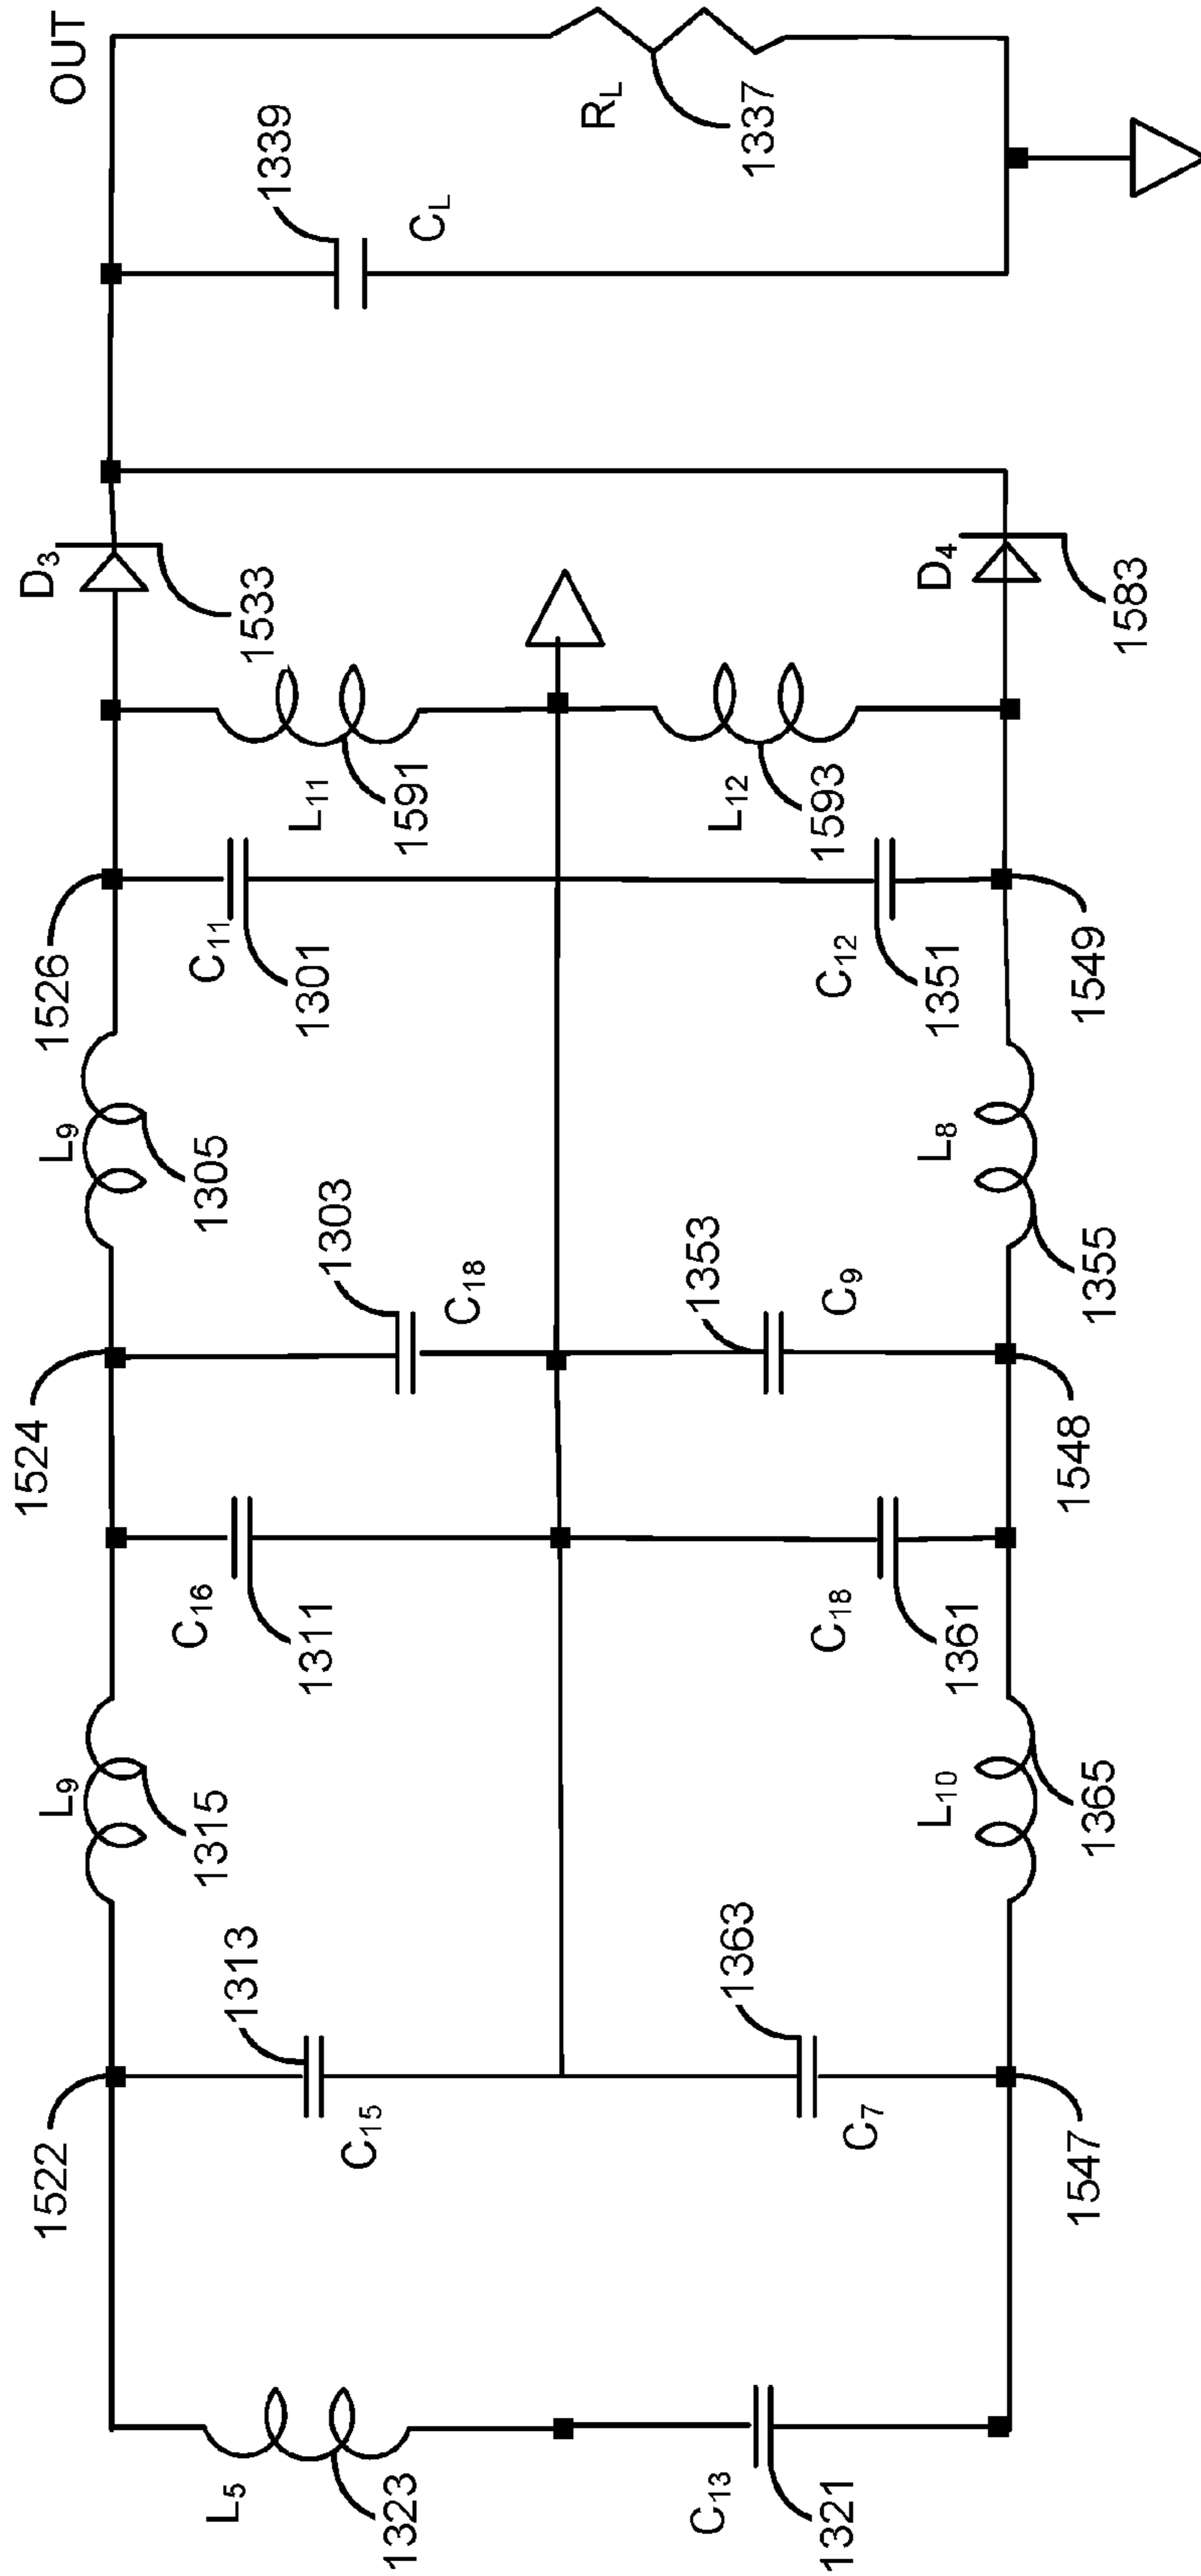 OUT
1339
C_L
R_L
1337
D₃
1533
D₄
1583
L₁₁
1591
L₁₂
1593
1526
C₁₁
1301
C₁₂
1351
1549
L₉
1305
L₈
1355
1524
1303
C₁₈
1353
C₉
1548
C₁₆
1311
C₁₈
1361
L₉
1315
L₁₀
1365
1522
1313
C₁₅
1363
C₇
1547
L₅
1323
C₁₃
1321